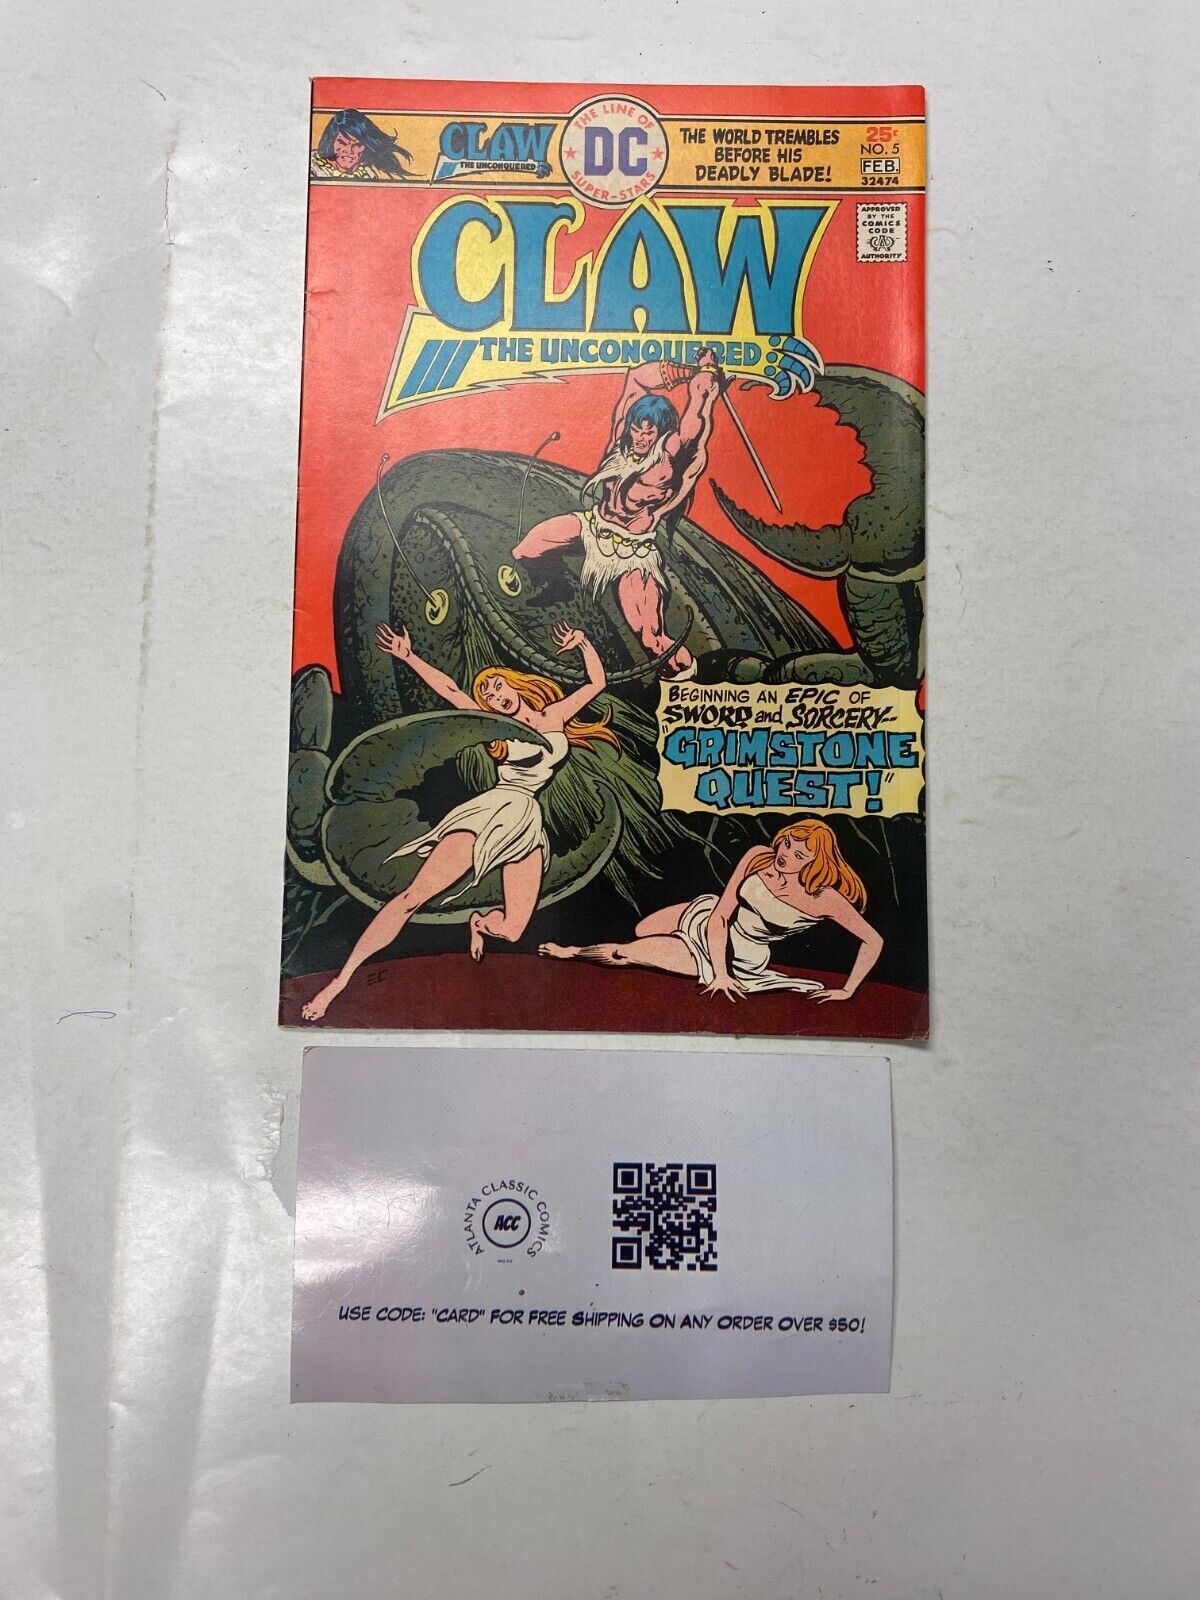 CLAW
THE UNCONQUERED
THE LINE OF
DC
SUPER-STARS
THE WORLD TREMBLES
BEFORE HIS
DEADLY BLADE!
25¢
NO. 5
FEB.
32474
APPROVED
BY THE
COMICS
CODE
AUTHORITY
CLAW
THE UNCONQUERED
BEGINNING AN EPIC OF
SWORD and SORCERY--
"GRIMSTONE
QUEST!"
E.C
ATLANTA CLASSIC COMICS
ACC
USE CODE: "CARD" FOR FREE SHIPPING ON ANY ORDER OVER $50!